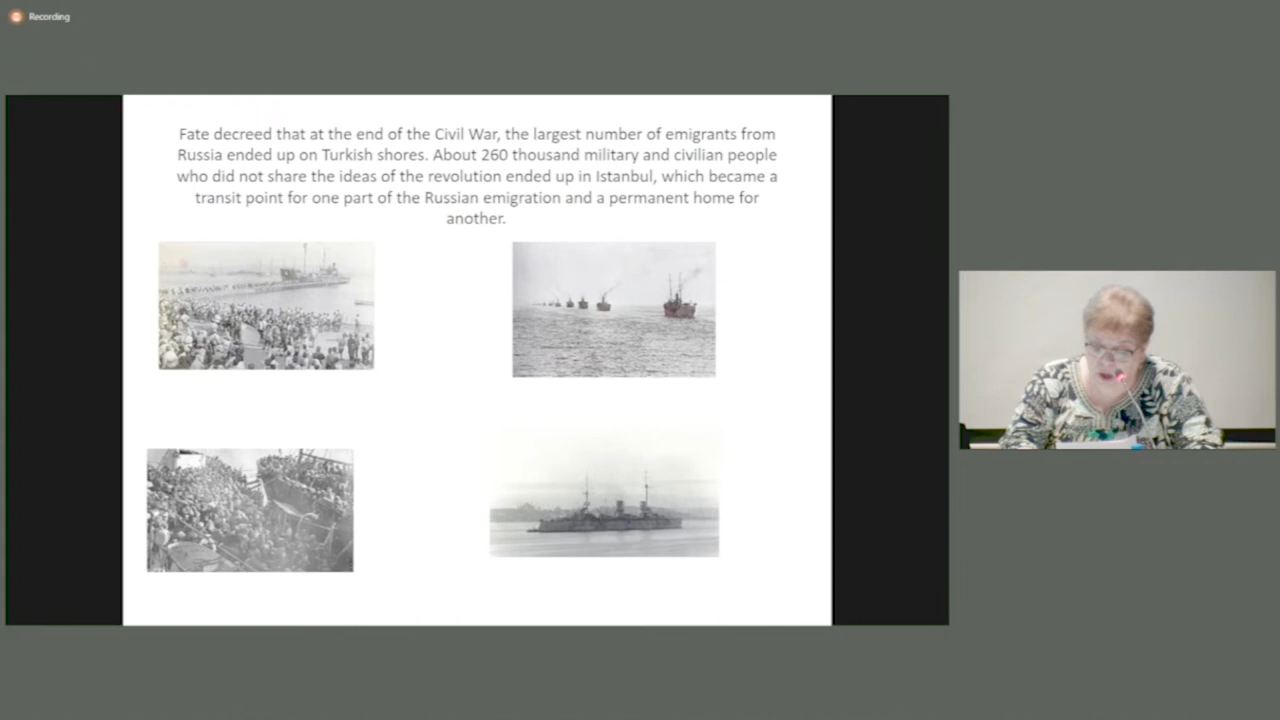 Recording
Fate decreed that at the end of the Civil War, the largest number of emigrants from
Russia ended up on Turkish shores. About 260 thousand military and civilian people
who did not share the ideas of the revolution ended up in Istanbul, which became a
transit point for one part of the Russian emigration and a permanent home for
another.